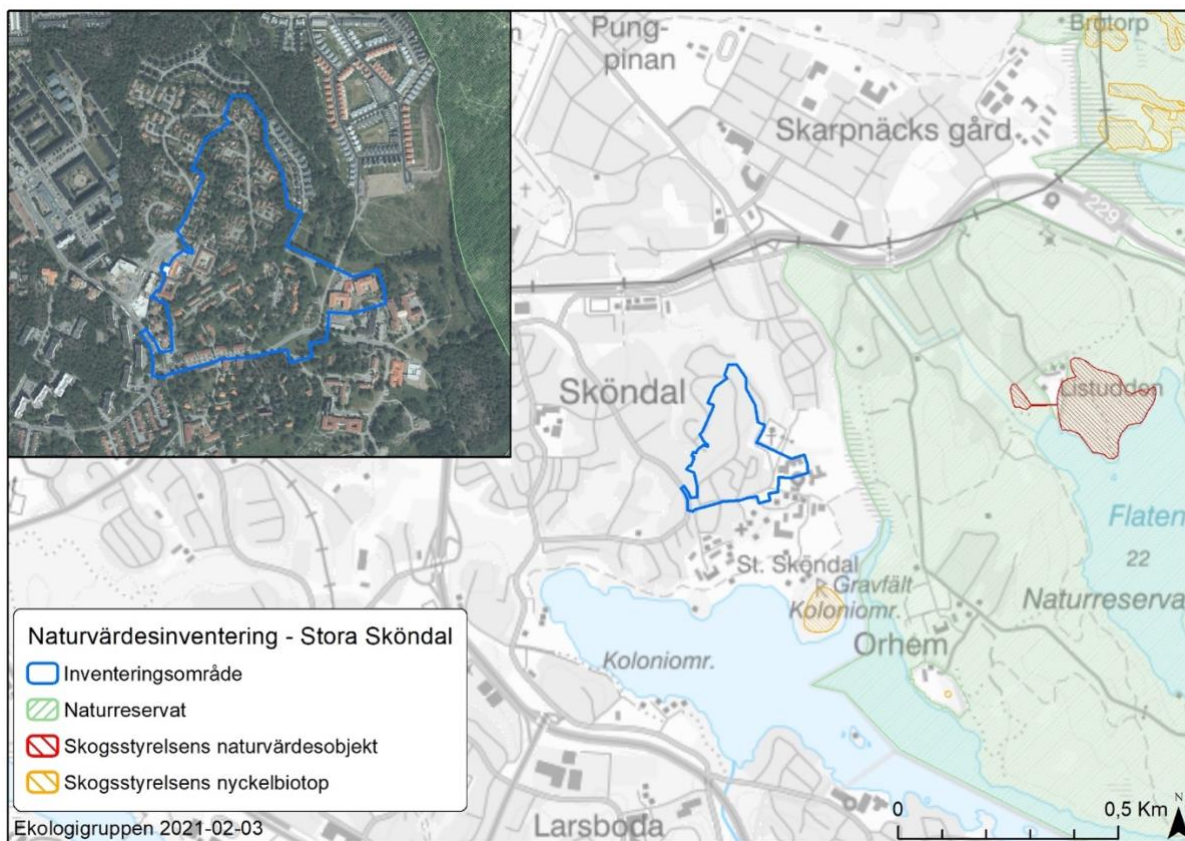 Pung-
pinan
Brotorp
Skarpnäcks gård
229
Sköndal
Listudden
Flaten
22
St. Sköndal
Gravfält
Koloniomr.
Naturreserva
Orhem
Koloniomr.
Larsboda
Naturvärdesinventering - Stora Sköndal
Inventeringsområde
Naturreservat
Skogsstyrelsens naturvärdesobjekt
Skogsstyrelsens nyckelbiotop
Ekologigruppen 2021-02-03
0 0,5 Km
N